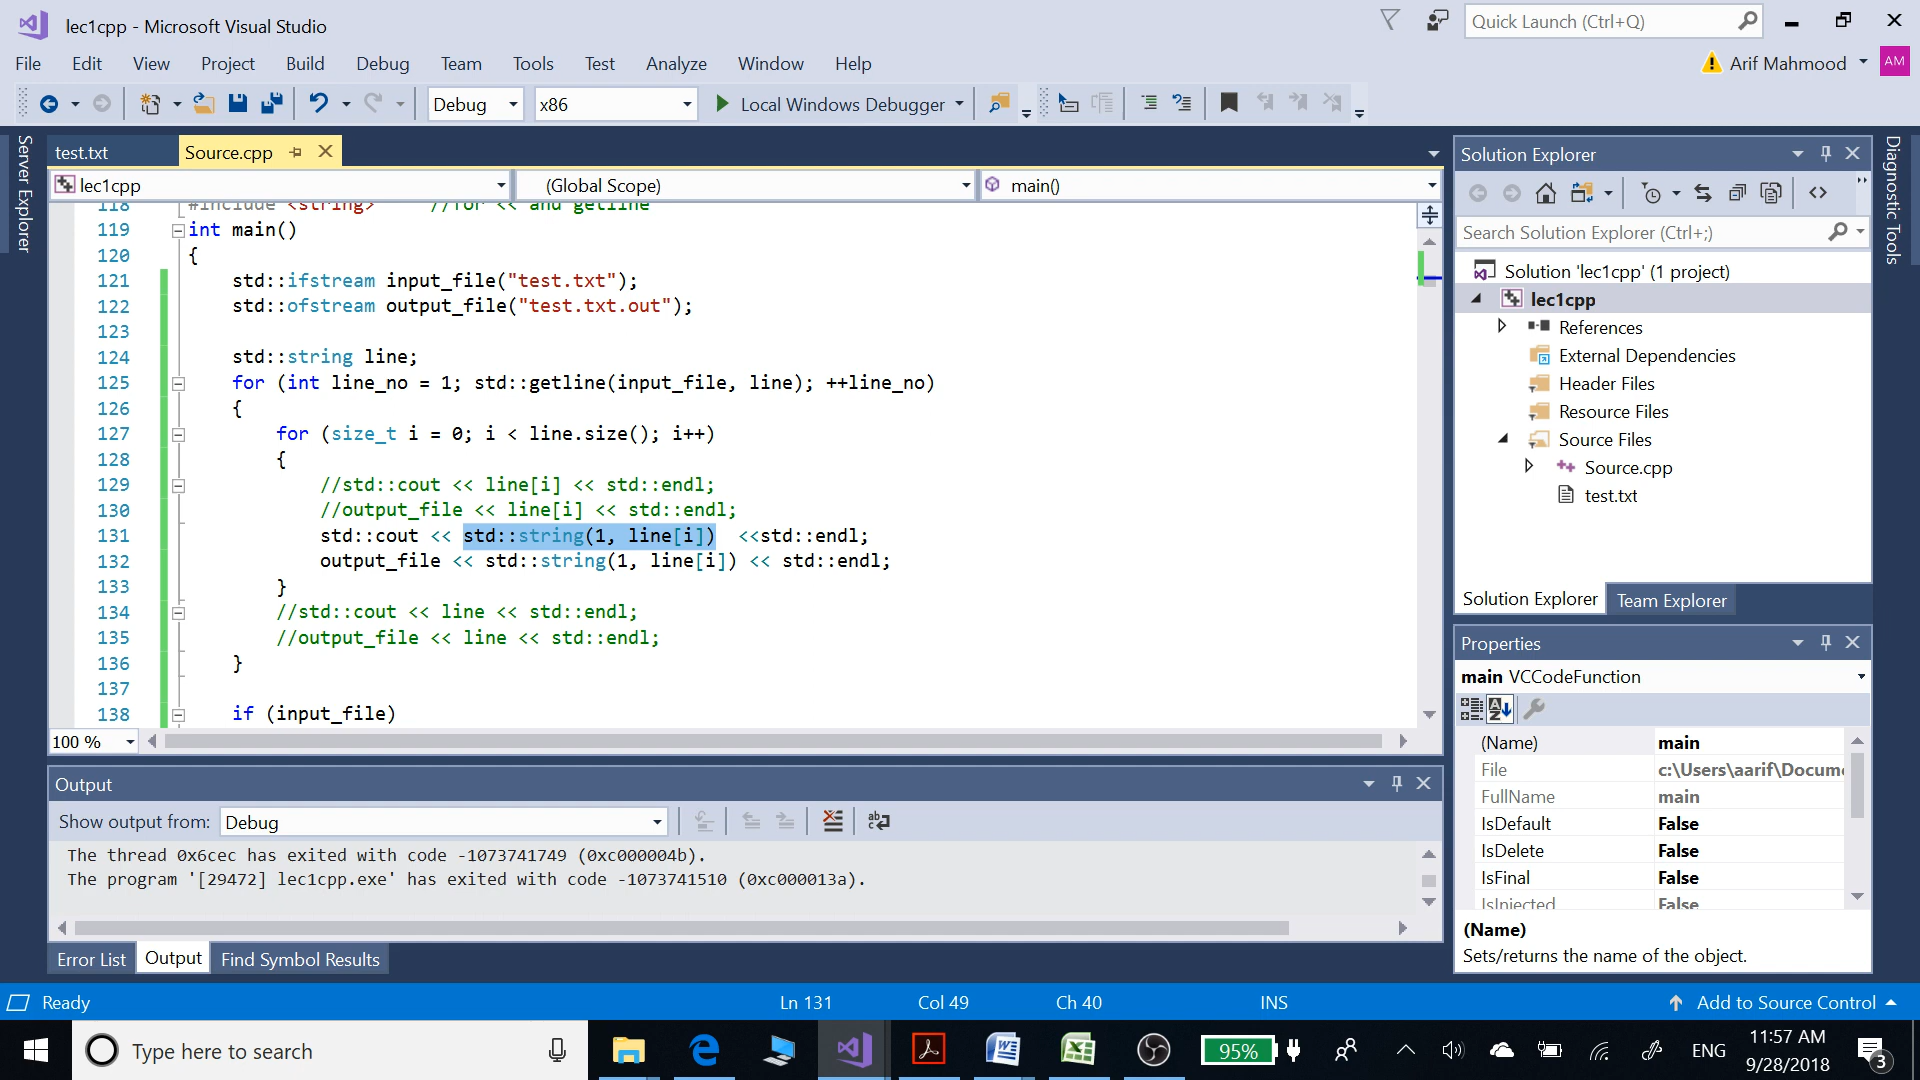 lec1cpp - Microsoft Visual Studio
Quick Launch (Ctrl+Q)
File Edit View Project Build Debug Team Tools Test Analyze Window Help
Arif Mahmood AM
Debug x86 Local Windows Debugger
Server Explorer
test.txt Source.cpp
lec1cpp (Global Scope) main()
118 #include <string> //for << and getline
119 int main()
120 {
121 std::ifstream input_file("test.txt");
122 std::ofstream output_file("test.txt.out");
123
124 std::string line;
125 for (int line_no = 1; std::getline(input_file, line); ++line_no)
126 {
127 for (size_t i = 0; i < line.size(); i++)
128 {
129 //std::cout << line[i] << std::endl;
130 //output_file << line[i] << std::endl;
131 std::cout << std::string(1, line[i]) <<std::endl;
132 output_file << std::string(1, line[i]) << std::endl;
133 }
134 //std::cout << line << std::endl;
135 //output_file << line << std::endl;
136 }
137
138 if (input_file)
100 %
Output
Show output from: Debug
The thread 0x6cec has exited with code -1073741749 (0xc000004b).
The program '[29472] lec1cpp.exe' has exited with code -1073741510 (0xc000013a).
Error List Output Find Symbol Results
Solution Explorer
Search Solution Explorer (Ctrl+;)
Solution 'lec1cpp' (1 project)
lec1cpp
References
External Dependencies
Header Files
Resource Files
Source Files
Source.cpp
test.txt
Solution Explorer Team Explorer
Properties
main VCCodeFunction
(Name) main
File c:\Users\aarif\Docum
FullName main
IsDefault False
IsDelete False
IsFinal False
IsInjected False
(Name)
Sets/returns the name of the object.
Diagnostic Tools
Ready Ln 131 Col 49 Ch 40 INS Add to Source Control
Type here to search
95%
ENG
11:57 AM
9/28/2018
3